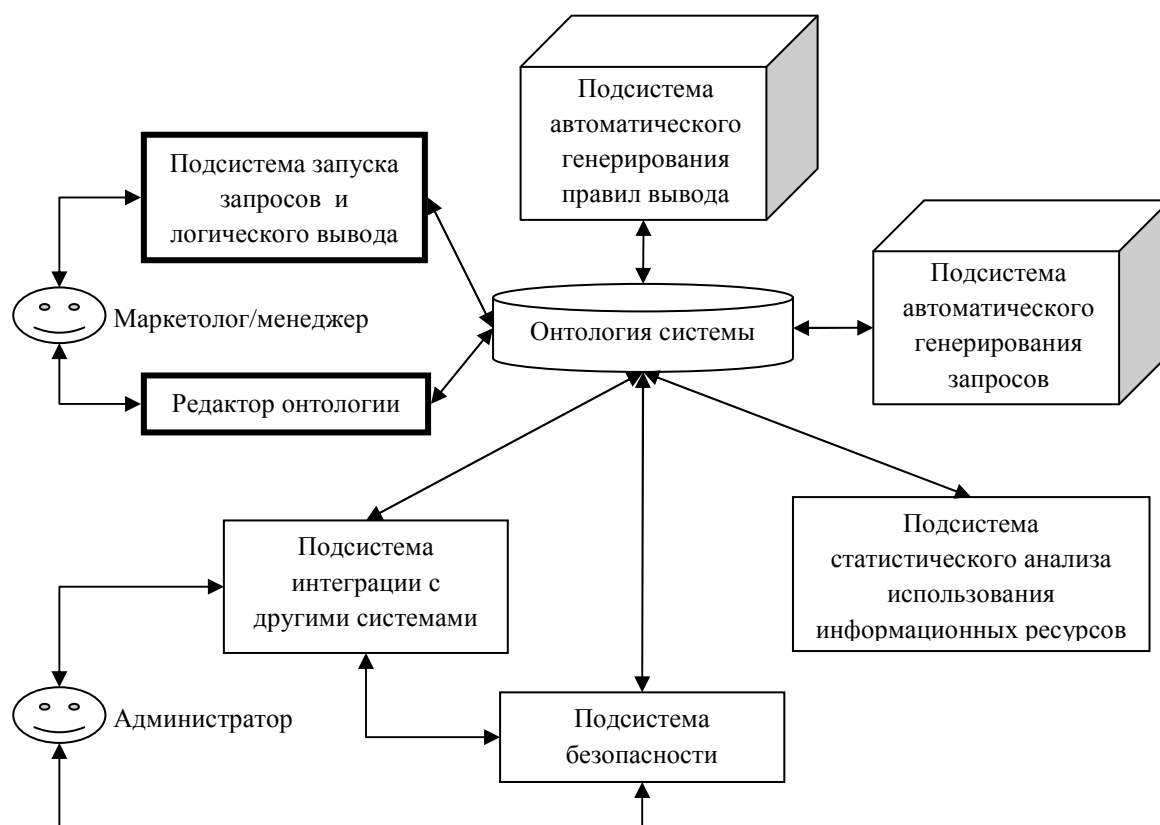 Подсистема
автоматического
генерирования
правил вывода
Подсистема запуска
запросов и
логического вывода
Подсистема
автоматического
генерирования
запросов
Маркетолог/менеджер
Онтология системы
Редактор онтологии
Подсистема
интеграции с
другими системами
Подсистема
статистического анализа
использования
информационных ресурсов
Администратор
Подсистема
безопасности